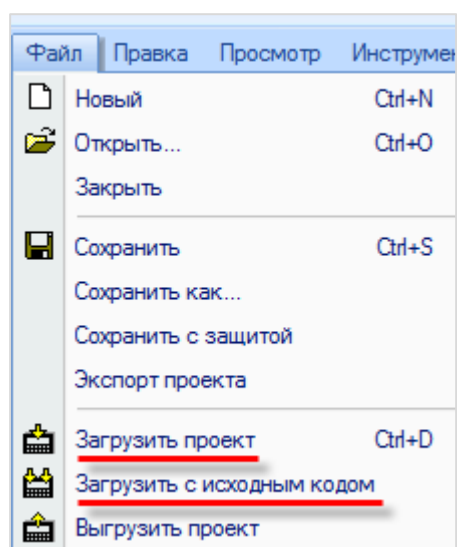 Файл Правка Просмотр Инструмен
Новый Ctrl+N
Открыть... Ctrl+O
Закрыть
Сохранить Ctrl+S
Сохранить как...
Сохранить с защитой
Экспорт проекта
Загрузить проект Ctrl+D
Загрузить с исходным кодом
Выгрузить проект